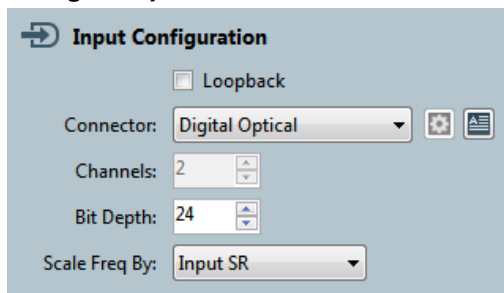 Input Configuration
Loopback
Connector: Digital Optical
Channels: 2
Bit Depth: 24
Scale Freq By: Input SR